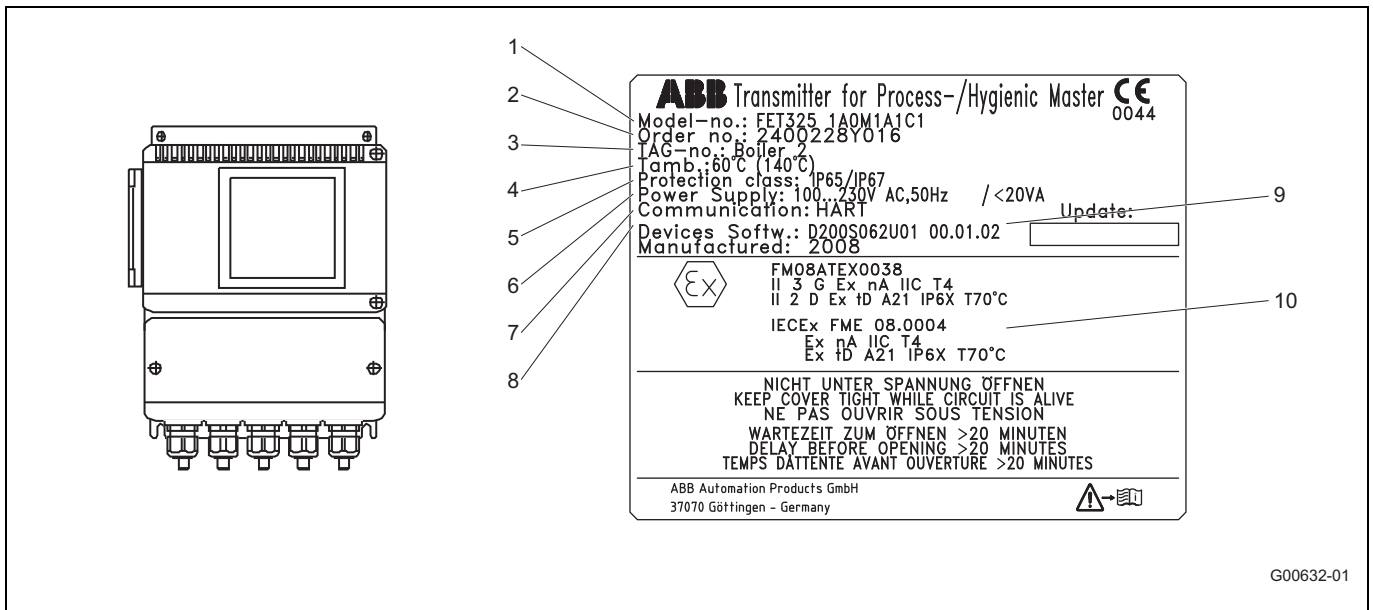 1
2
3
4
5
6
7
8
ABB Transmitter for Process-/Hygienic Master CE
0044
Model-no.: FET325 1A0M1A1C1
Order no.: 2400228Y016
TAG-no.: Boiler 2
Tamb.:60°C (140°C)
Protection class: IP65/IP67
Power Supply: 100...230V AC,50Hz /<20VA
Communication: HART Update:
Devices Softw.: D200S062U01 00.01.02
Manufactured: 2008
9
Ex
FM08ATEX0038
II 3 G Ex nA IIC T4
II 2 D Ex tD A21 IP6X T70°C
IECEx FME 08.0004
Ex nA IIC T4
Ex tD A21 IP6X T70°C
10
NICHT UNTER SPANNUNG ÖFFNEN
KEEP COVER TIGHT WHILE CIRCUIT IS ALIVE
NE PAS OUVRIR SOUS TENSION
WARTEZEIT ZUM ÖFFNEN >20 MINUTEN
DELAY BEFORE OPENING >20 MINUTES
TEMPS DATTENTE AVANT OUVERTURE >20 MINUTES
ABB Automation Products GmbH
37070 Göttingen - Germany
G00632-01